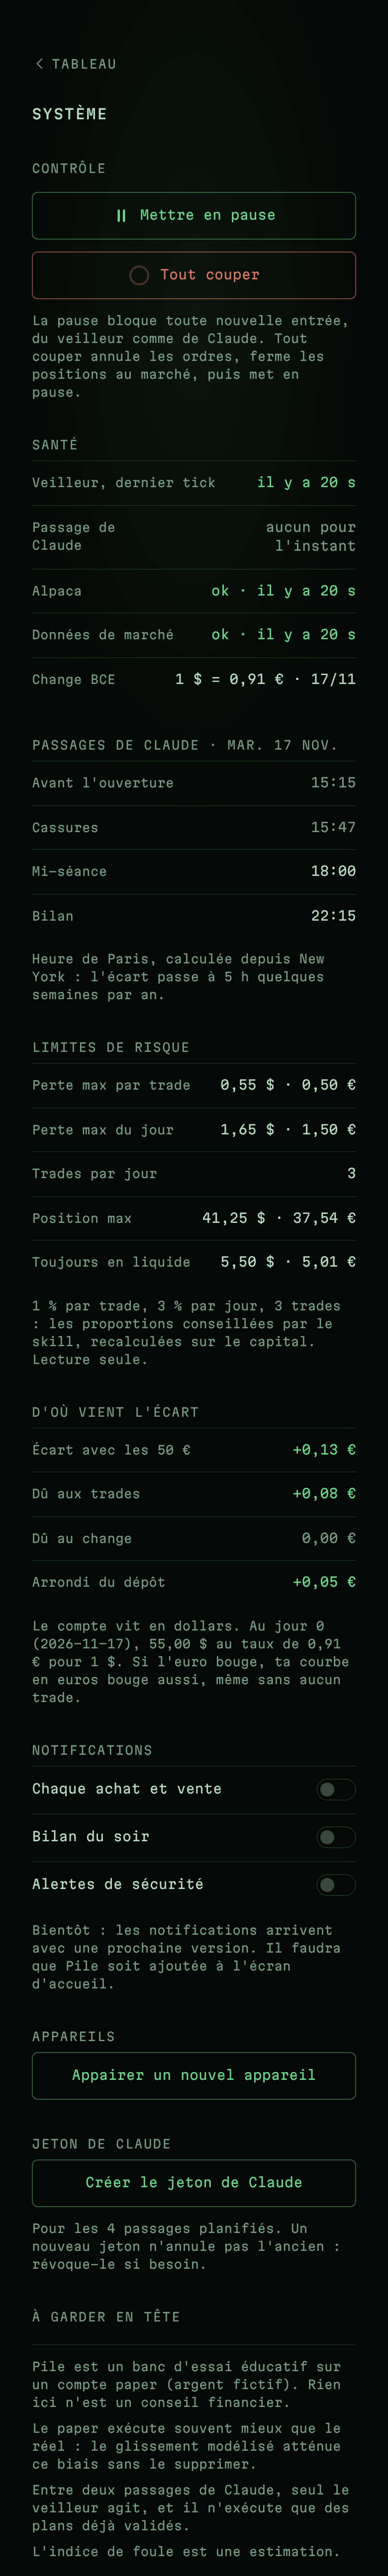 TABLEAU
SYSTÈME
CONTRÔLE
Mettre en pause
Tout couper
La pause bloque toute nouvelle entrée,
du veilleur comme de Claude. Tout
couper annule les ordres, ferme les
positions au marché, puis met en
pause.
SANTÉ
Veilleur, dernier tick il y a 20 s
Passage de
Claude
aucun pour
l'instant
Alpaca ok · il y a 20 s
Données de marché ok · il y a 20 s
Change BCE 1 $ = 0,91 € · 17/11
PASSAGES DE CLAUDE · MAR. 17 NOV.
Avant l'ouverture 15:15
Cassures 15:47
Mi-séance 18:00
Bilan 22:15
Heure de Paris, calculée depuis New
York : l'écart passe à 5 h quelques
semaines par an.
LIMITES DE RISQUE
Perte max par trade 0,55 $ · 0,50 €
Perte max du jour 1,65 $ · 1,50 €
Trades par jour 3
Position max 41,25 $ · 37,54 €
Toujours en liquide 5,50 $ · 5,01 €
1 % par trade, 3 % par jour, 3 trades
: les proportions conseillées par le
skill, recalculées sur le capital.
Lecture seule.
D'OÙ VIENT L'ÉCART
Écart avec les 50 € +0,13 €
Dû aux trades +0,08 €
Dû au change 0,00 €
Arrondi du dépôt +0,05 €
Le compte vit en dollars. Au jour 0
(2026-11-17), 55,00 $ au taux de 0,91
€ pour 1 $. Si l'euro bouge, ta courbe
en euros bouge aussi, même sans aucun
trade.
NOTIFICATIONS
Chaque achat et vente
Bilan du soir
Alertes de sécurité
Bientôt : les notifications arrivent
avec une prochaine version. Il faudra
que Pile soit ajoutée à l'écran
d'accueil.
APPAREILS
Appairer un nouvel appareil
JETON DE CLAUDE
Créer le jeton de Claude
Pour les 4 passages planifiés. Un
nouveau jeton n'annule pas l'ancien :
révoque-le si besoin.
À GARDER EN TÊTE
Pile est un banc d'essai éducatif sur
un compte paper (argent fictif). Rien
ici n'est un conseil financier.
Le paper exécute souvent mieux que le
réel : le glissement modélisé atténue
ce biais sans le supprimer.
Entre deux passages de Claude, seul le
veilleur agit, et il n'exécute que des
plans déjà validés.
L'indice de foule est une estimation.